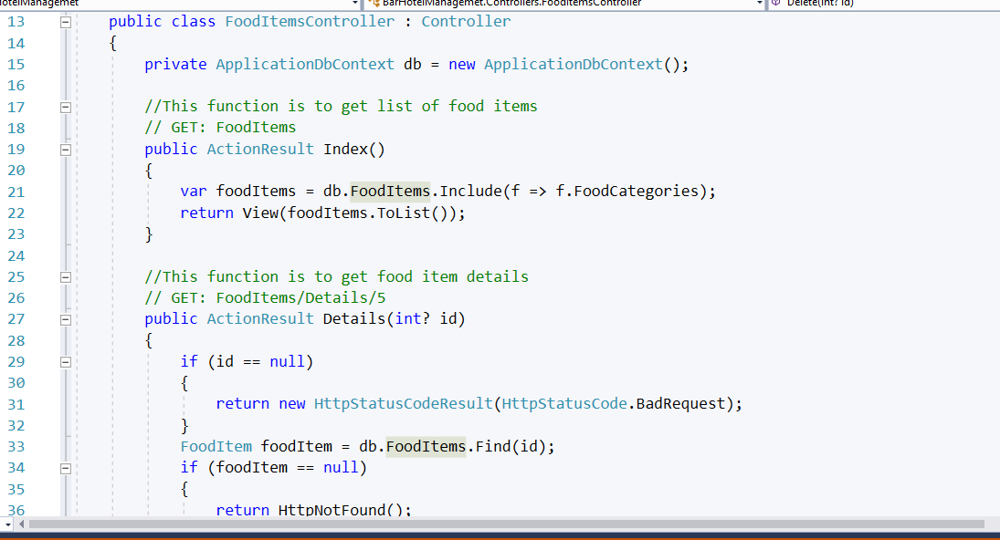 HotelManagemet BarHotelManagemet.Controllers.FoodItemsController Delete(int? id)
13 public class FoodItemsController : Controller
14 {
15 private ApplicationDbContext db = new ApplicationDbContext();
16
17 //This function is to get list of food items
18 // GET: FoodItems
19 public ActionResult Index()
20 {
21 var foodItems = db.FoodItems.Include(f => f.FoodCategories);
22 return View(foodItems.ToList());
23 }
24
25 //This function is to get food item details
26 // GET: FoodItems/Details/5
27 public ActionResult Details(int? id)
28 {
29 if (id == null)
30 {
31 return new HttpStatusCodeResult(HttpStatusCode.BadRequest);
32 }
33 FoodItem foodItem = db.FoodItems.Find(id);
34 if (foodItem == null)
35 {
36 return HttpNotFound();